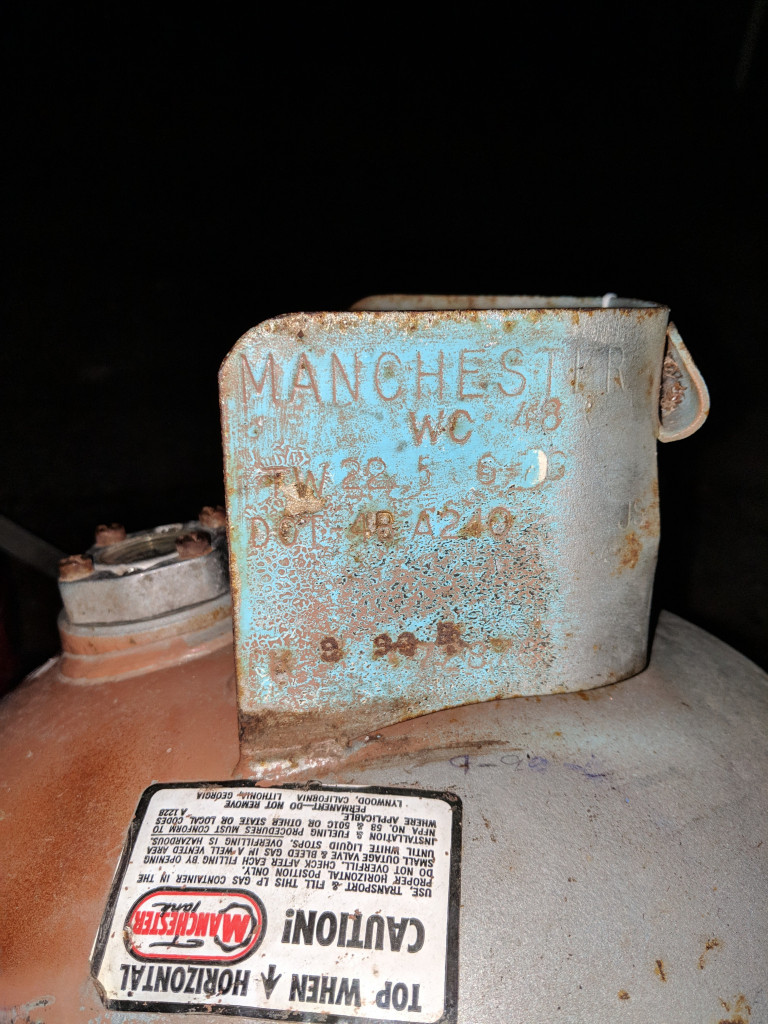 MANCHESTER
WC 48
TW 28.5 6
DOT-4B A240
JS
TOP WHEN HORIZONTAL
CAUTION!
MANCHESTER
Tank
USE, TRANSPORT & FILL THIS LP GAS CONTAINER IN THE
PROPER HORIZONTAL POSITION ONLY.
DO NOT OVERFILL. CHECK AFTER EACH FILLING BY OPENING
SMALL OUTAGE VALVE & BLEED GAS IN A WELL VENTED AREA
UNTIL WHITE LIQUID STOPS. OVERFILLING IS HAZARDOUS.
INSTALLATION & FUELING PROCEDURES MUST CONFORM TO
NFPA NO. 58 & 501C OR OTHER STATE OR LOCAL CODES
WHERE APPLICABLE. A 1228
PERMANENT—DO NOT REMOVE
LYNWOOD, CALIFORNIA LITHONIA, GEORGIA